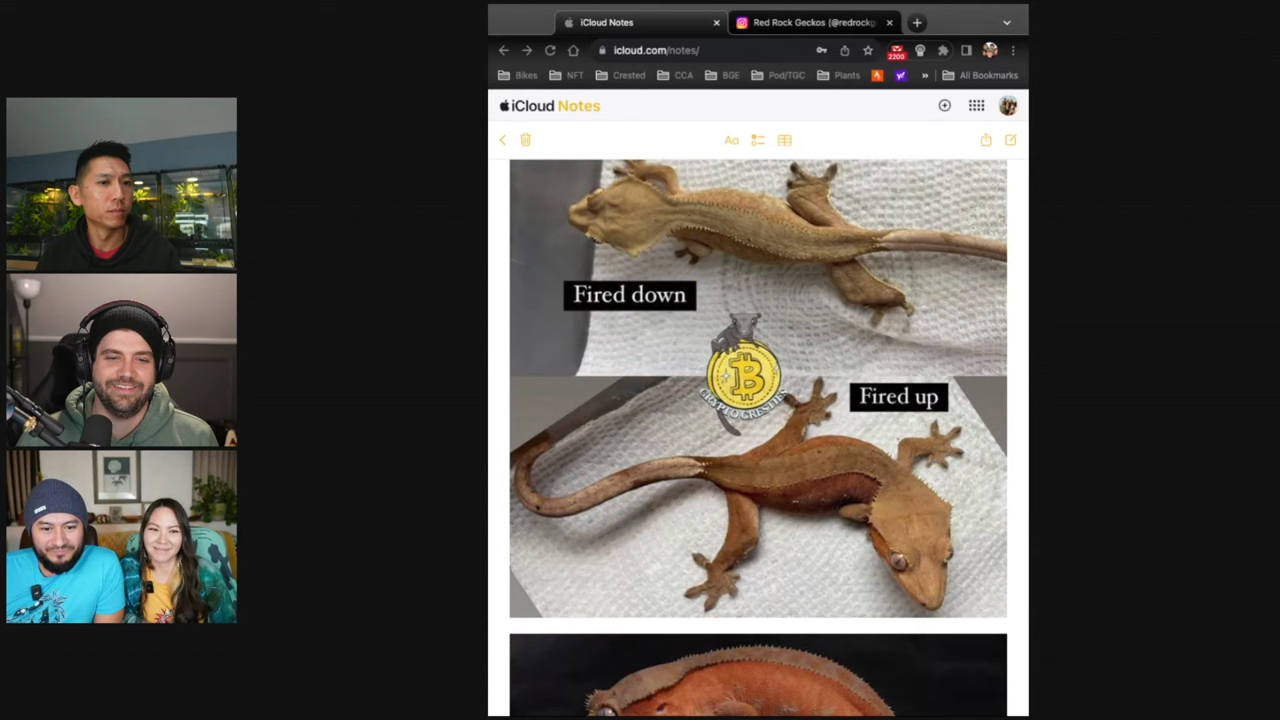 iCloud Notes
Red Rock Geckos (@redrockg
icloud.com/notes/
2200
Bikes
NFT
Crested
CCA
BGE
Pod/TGC
Plants
All Bookmarks
iCloud Notes
Aa
Fired down
CRYPTO CRESTIES
Fired up